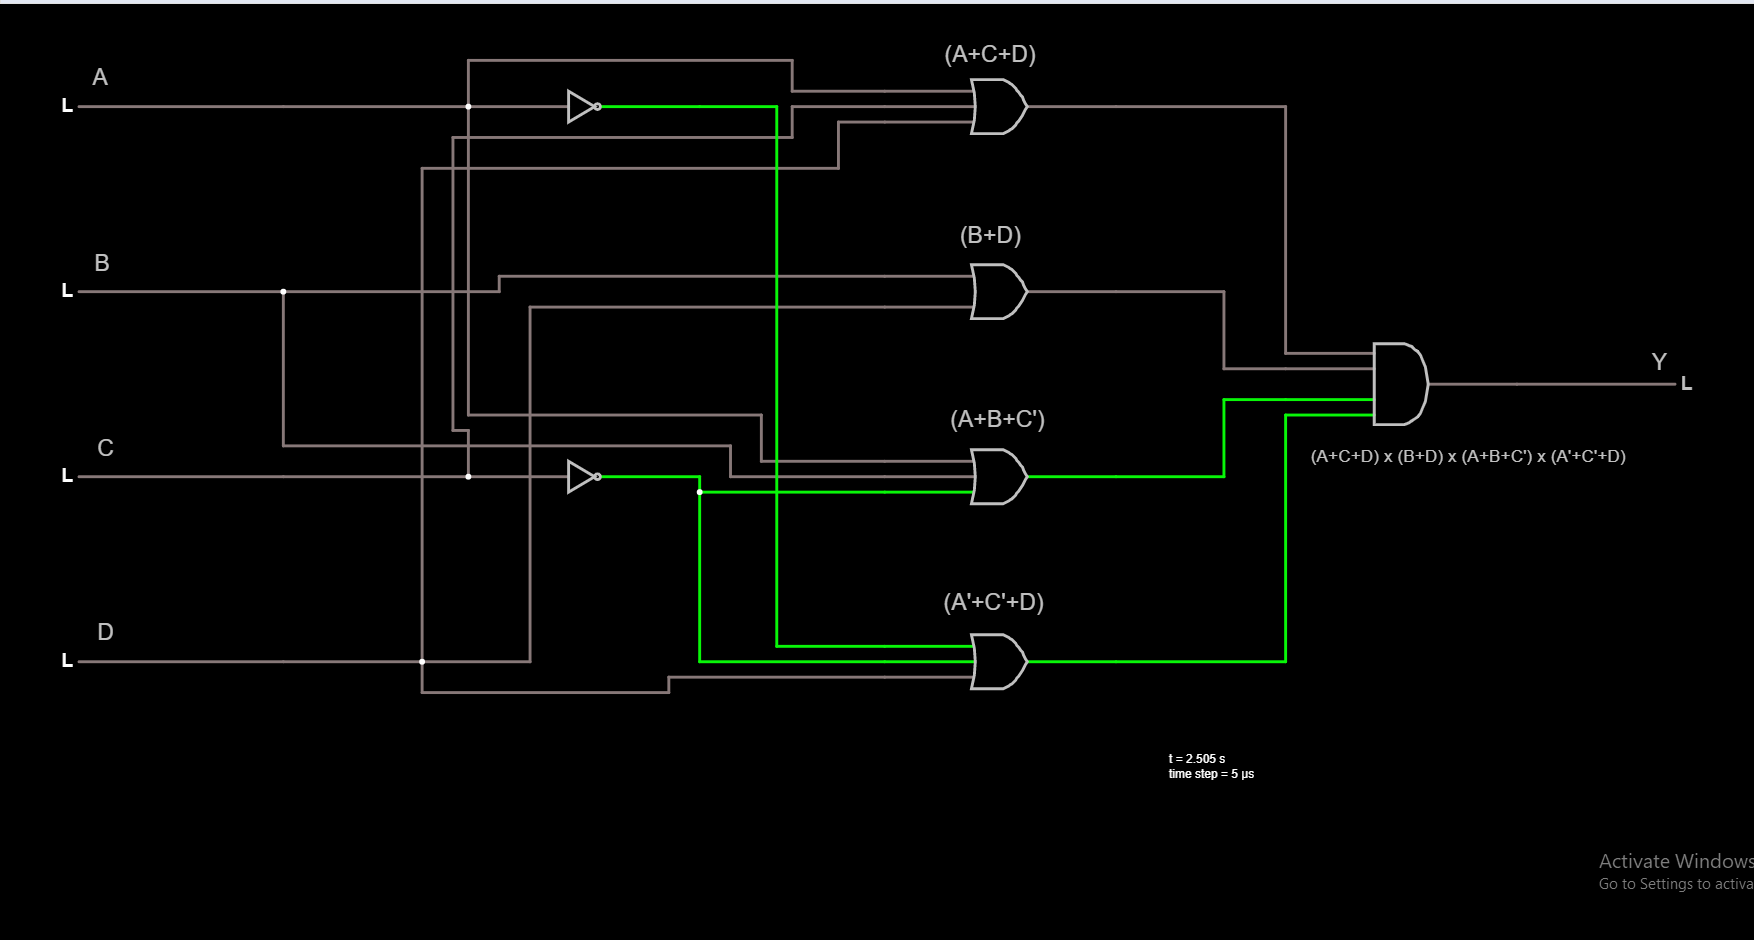 (A+C+D)
A
L
(B+D)
B
L
Y
L
(A+B+C')
C
(A+C+D) x (B+D) x (A+B+C') x (A'+C'+D)
L
(A'+C'+D)
D
L
t = 2.505 s
time step = 5 μs
Activate Windows
Go to Settings to activa